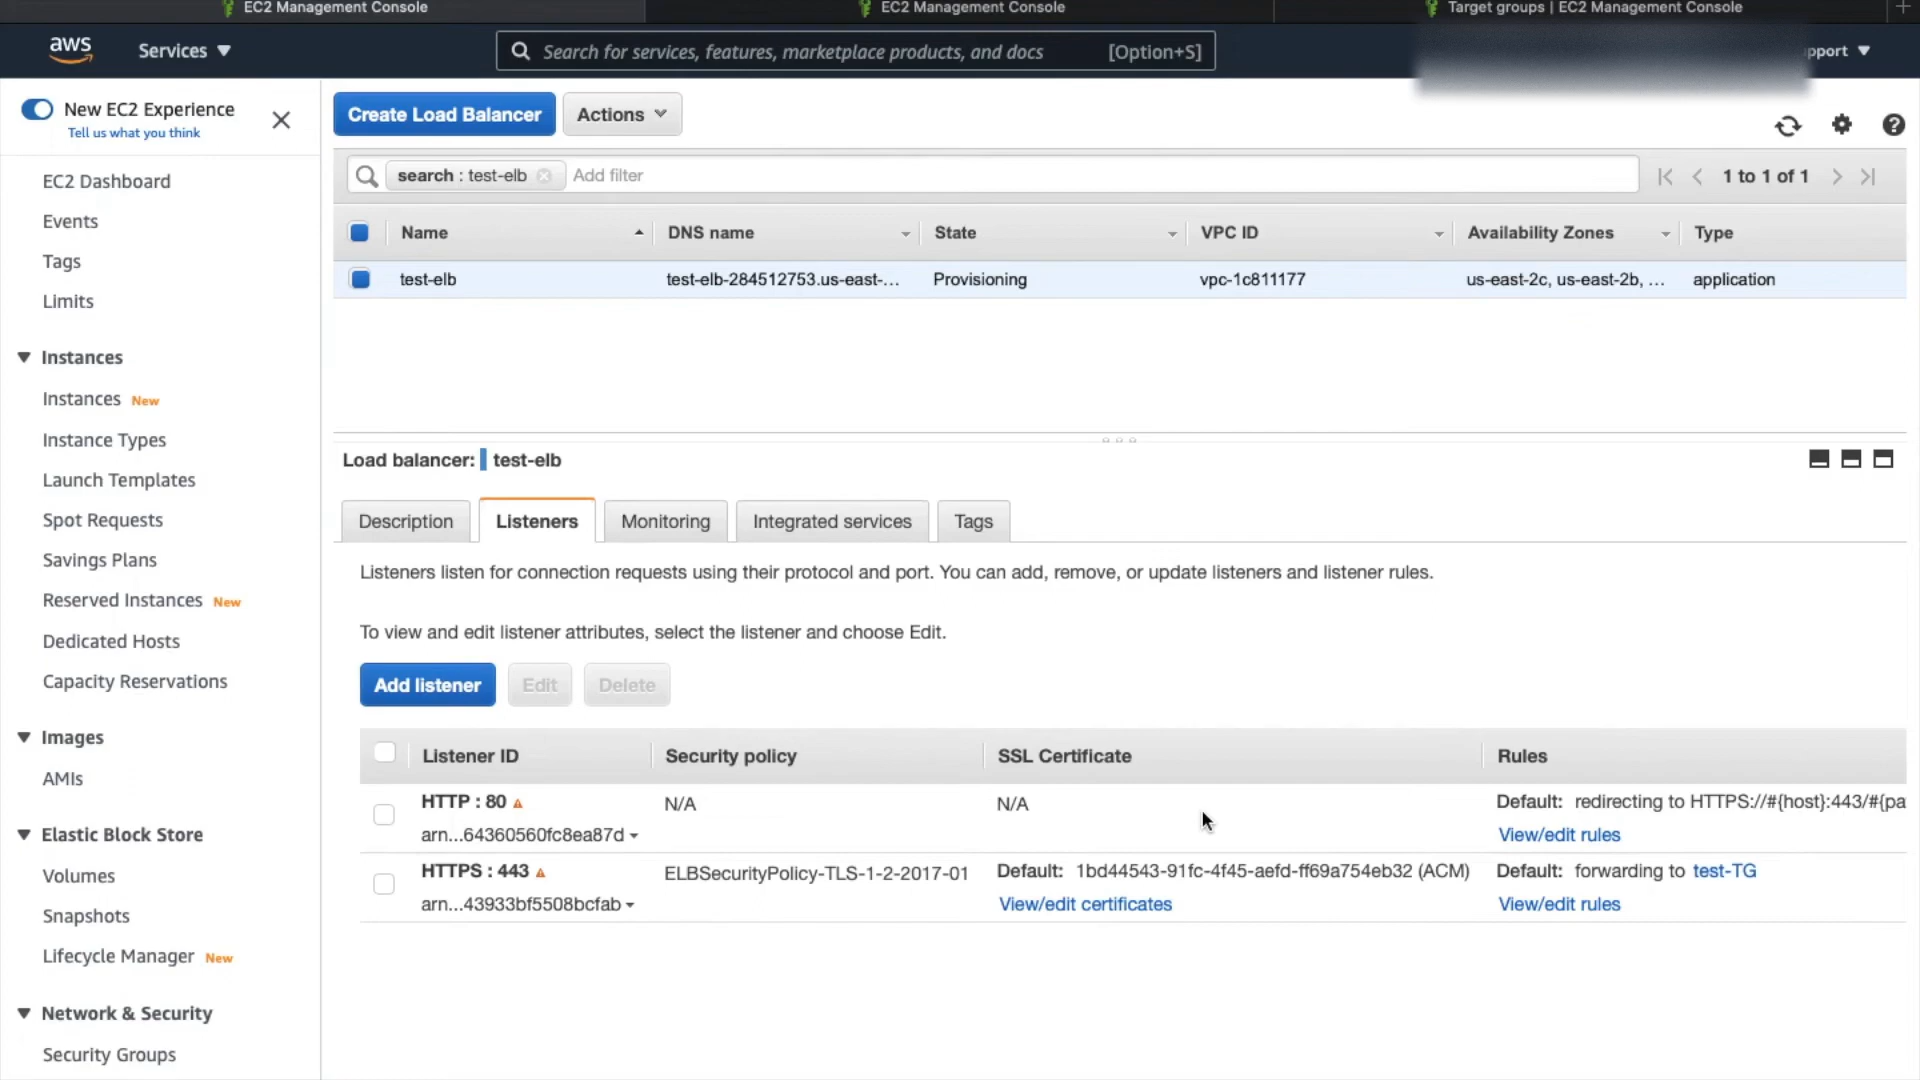 EC2 Management Console
EC2 Management Console
Target groups | EC2 Management Console
aws
Services
Search for services, features, marketplace products, and docs
[Option+S]
New EC2 Experience
Tell us what you think
EC2 Dashboard
Events
Tags
Limits
Instances
Instances New
Instance Types
Launch Templates
Spot Requests
Savings Plans
Reserved Instances New
Dedicated Hosts
Capacity Reservations
Images
AMIs
Elastic Block Store
Volumes
Snapshots
Lifecycle Manager New
Network & Security
Security Groups
Create Load Balancer
Actions
search : test-elb
Add filter
1 to 1 of 1
Name DNS name State VPC ID Availability Zones Type
test-elb test-elb-284512753.us-east-... Provisioning vpc-1c811177 us-east-2c, us-east-2b, ... application
Load balancer: test-elb
Description Listeners Monitoring Integrated services Tags
Listeners listen for connection requests using their protocol and port. You can add, remove, or update listeners and listener rules.
To view and edit listener attributes, select the listener and choose Edit.
Add listener Edit Delete
Listener ID Security policy SSL Certificate Rules
HTTP : 80 N/A N/A Default: redirecting to HTTPS://#{host}:443/#{pa
arn...64360560fc8ea87d View/edit rules
HTTPS : 443 ELBSecurityPolicy-TLS-1-2-2017-01 Default: 1bd44543-91fc-4f45-aefd-ff69a754eb32 (ACM) Default: forwarding to test-TG
arn...43933bf5508bcfab View/edit certificates View/edit rules